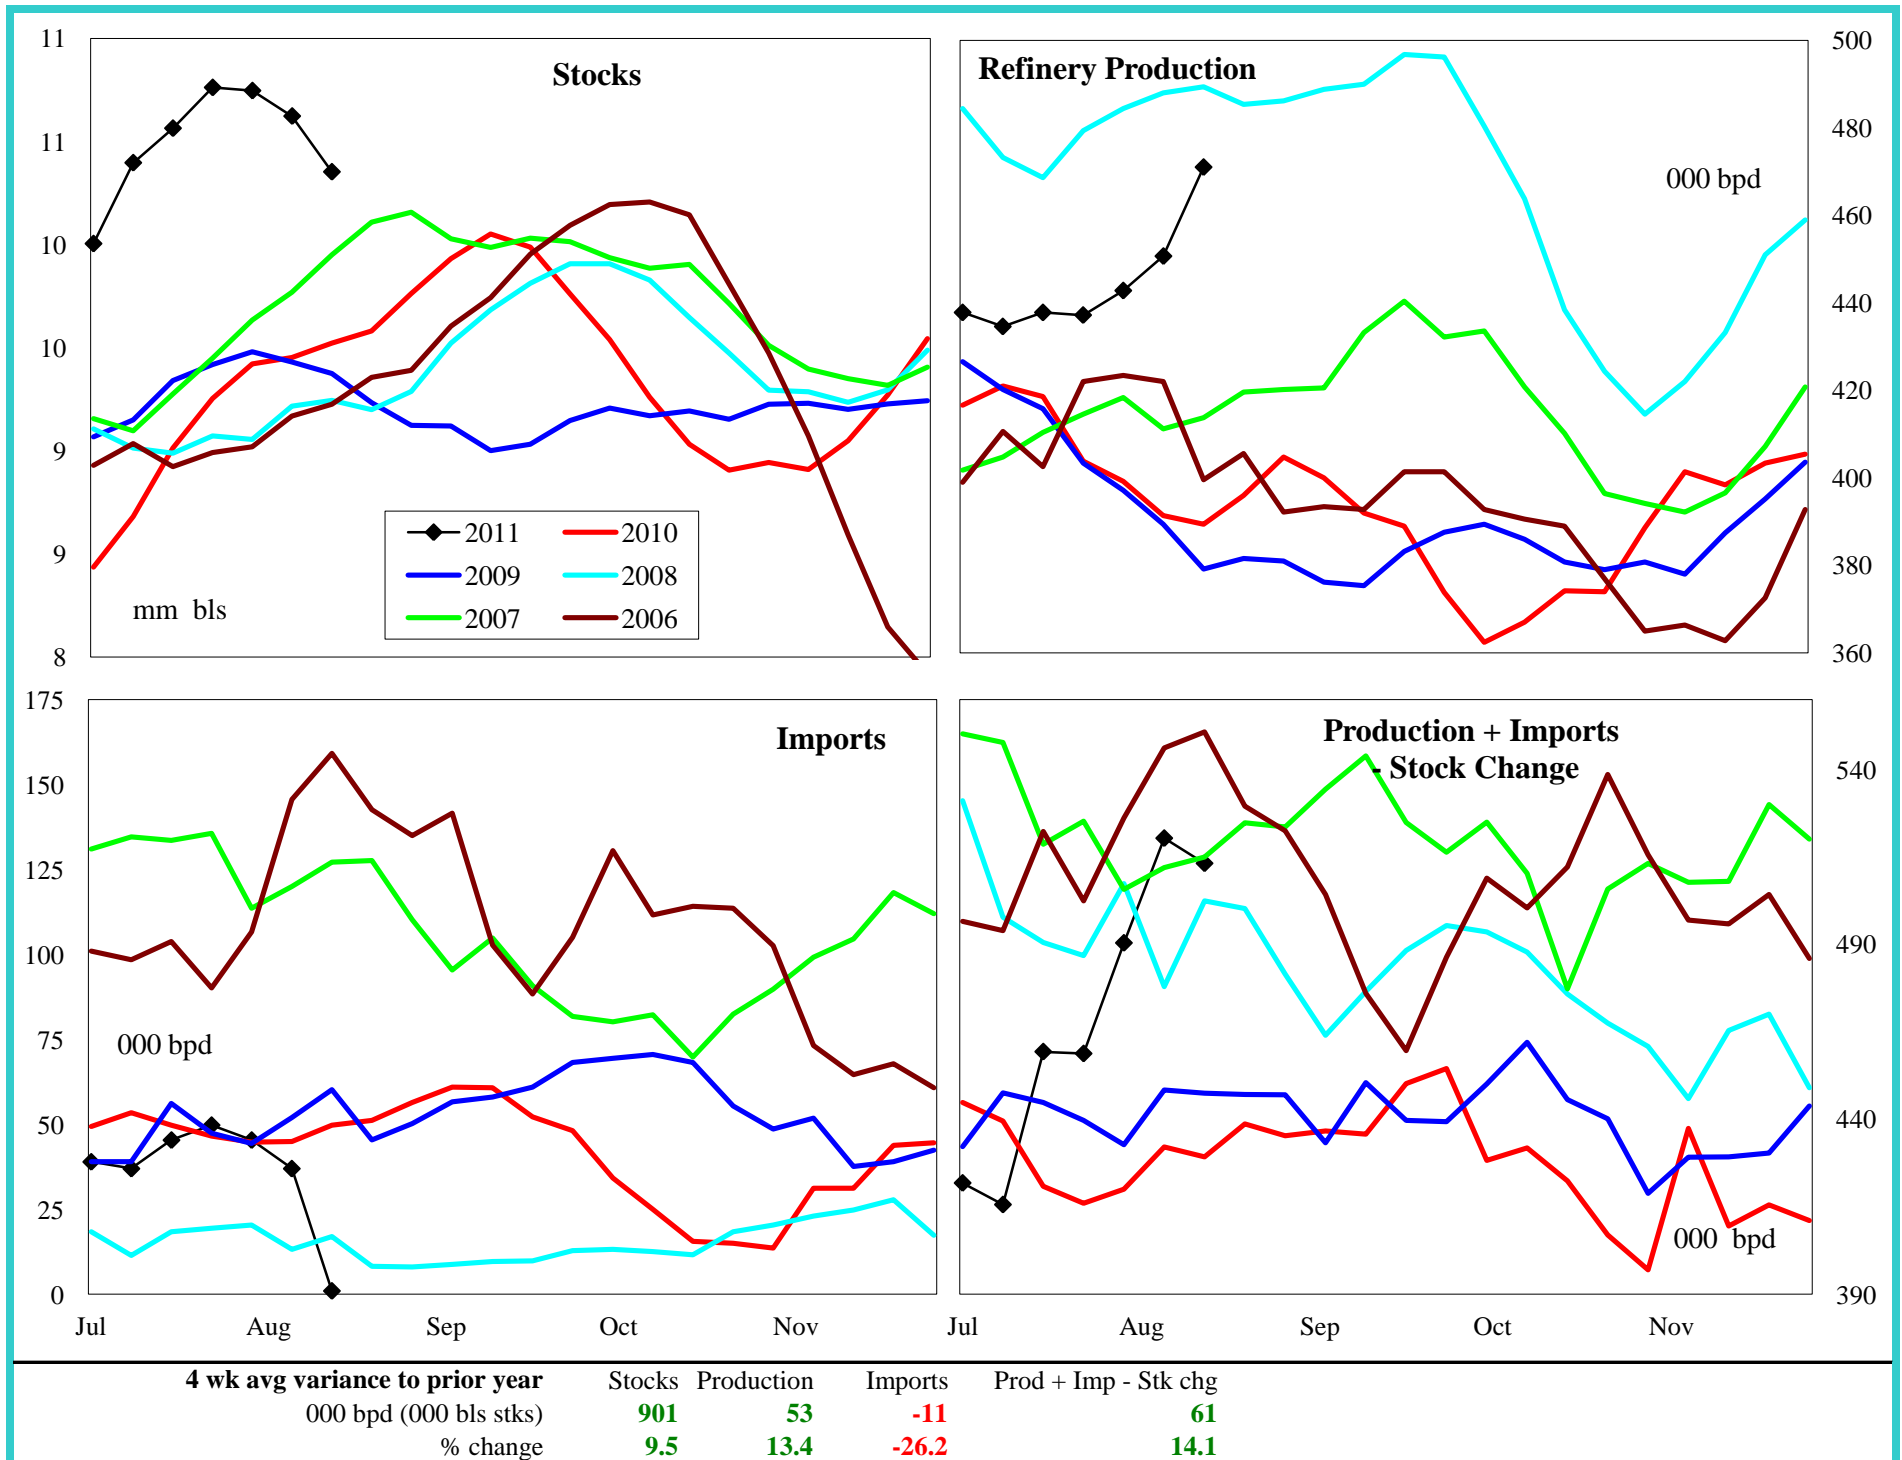 Stocks
11
11
10
10
9
9
8
mm bls
2011
2010
2009
2008
2007
2006
Refinery Production
000 bpd
500
480
460
440
420
400
380
360
Imports
175
150
125
100
75
50
25
0
000 bpd
Jul Aug Sep Oct Nov
Production + Imports
- Stock Change
540
490
440
390
000 bpd
Jul Aug Sep Oct Nov
4 wk avg variance to prior year Stocks Production Imports Prod + Imp - Stk chg
000 bpd (000 bls stks) 901 53 -11 61
% change 9.5 13.4 -26.2 14.1